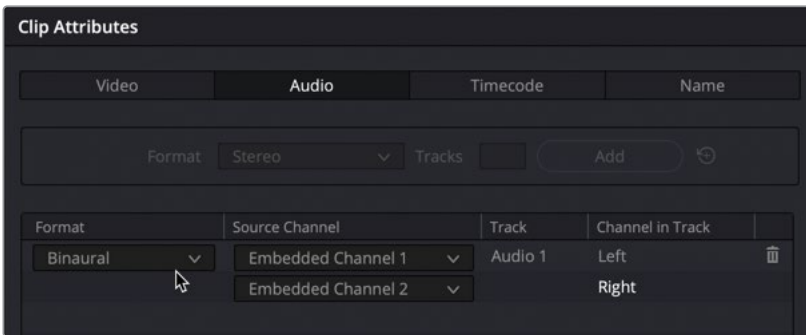 Clip Attributes
Video Audio Timecode Name
Format Stereo Tracks Add
Format Source Channel Track Channel in Track
Binaural Embedded Channel 1 Audio 1 Left
Embedded Channel 2 Right